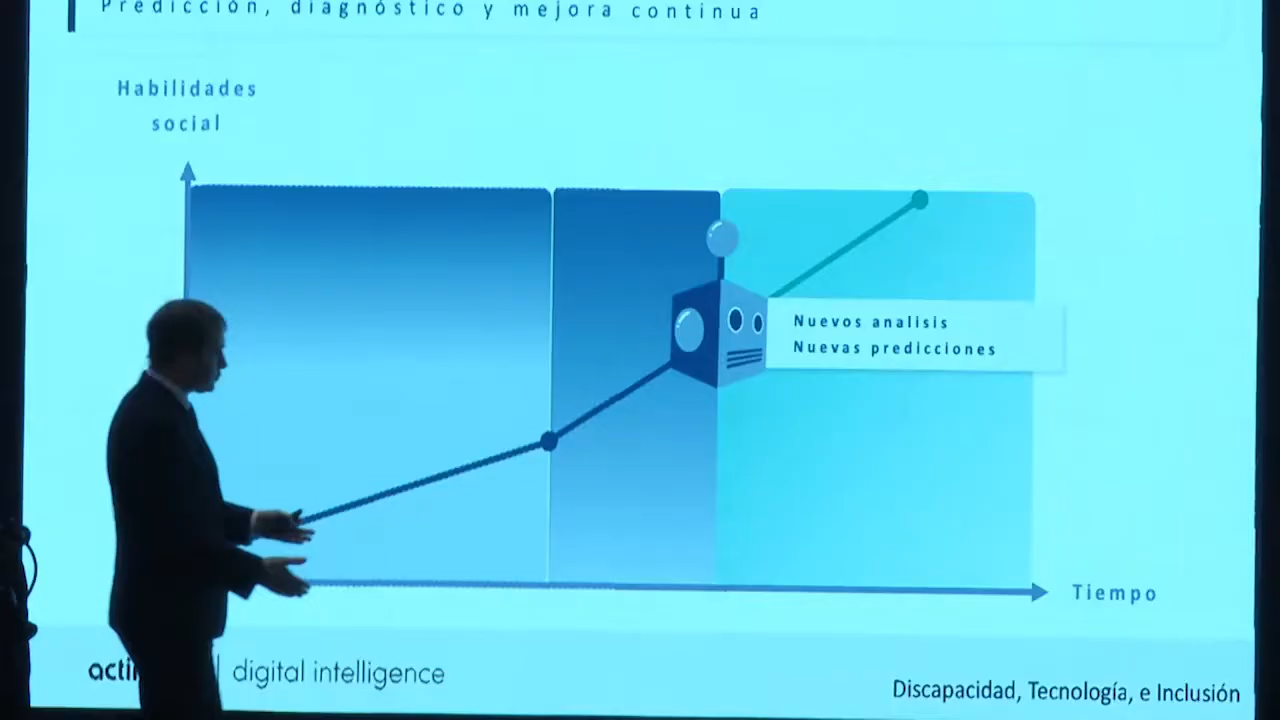 Predicción, diagnóstico y mejora continua
Habilidades
social
Nuevos analisis
Nuevas predicciones
Tiempo
digital intelligence
Discapacidad, Tecnología, e Inclusión